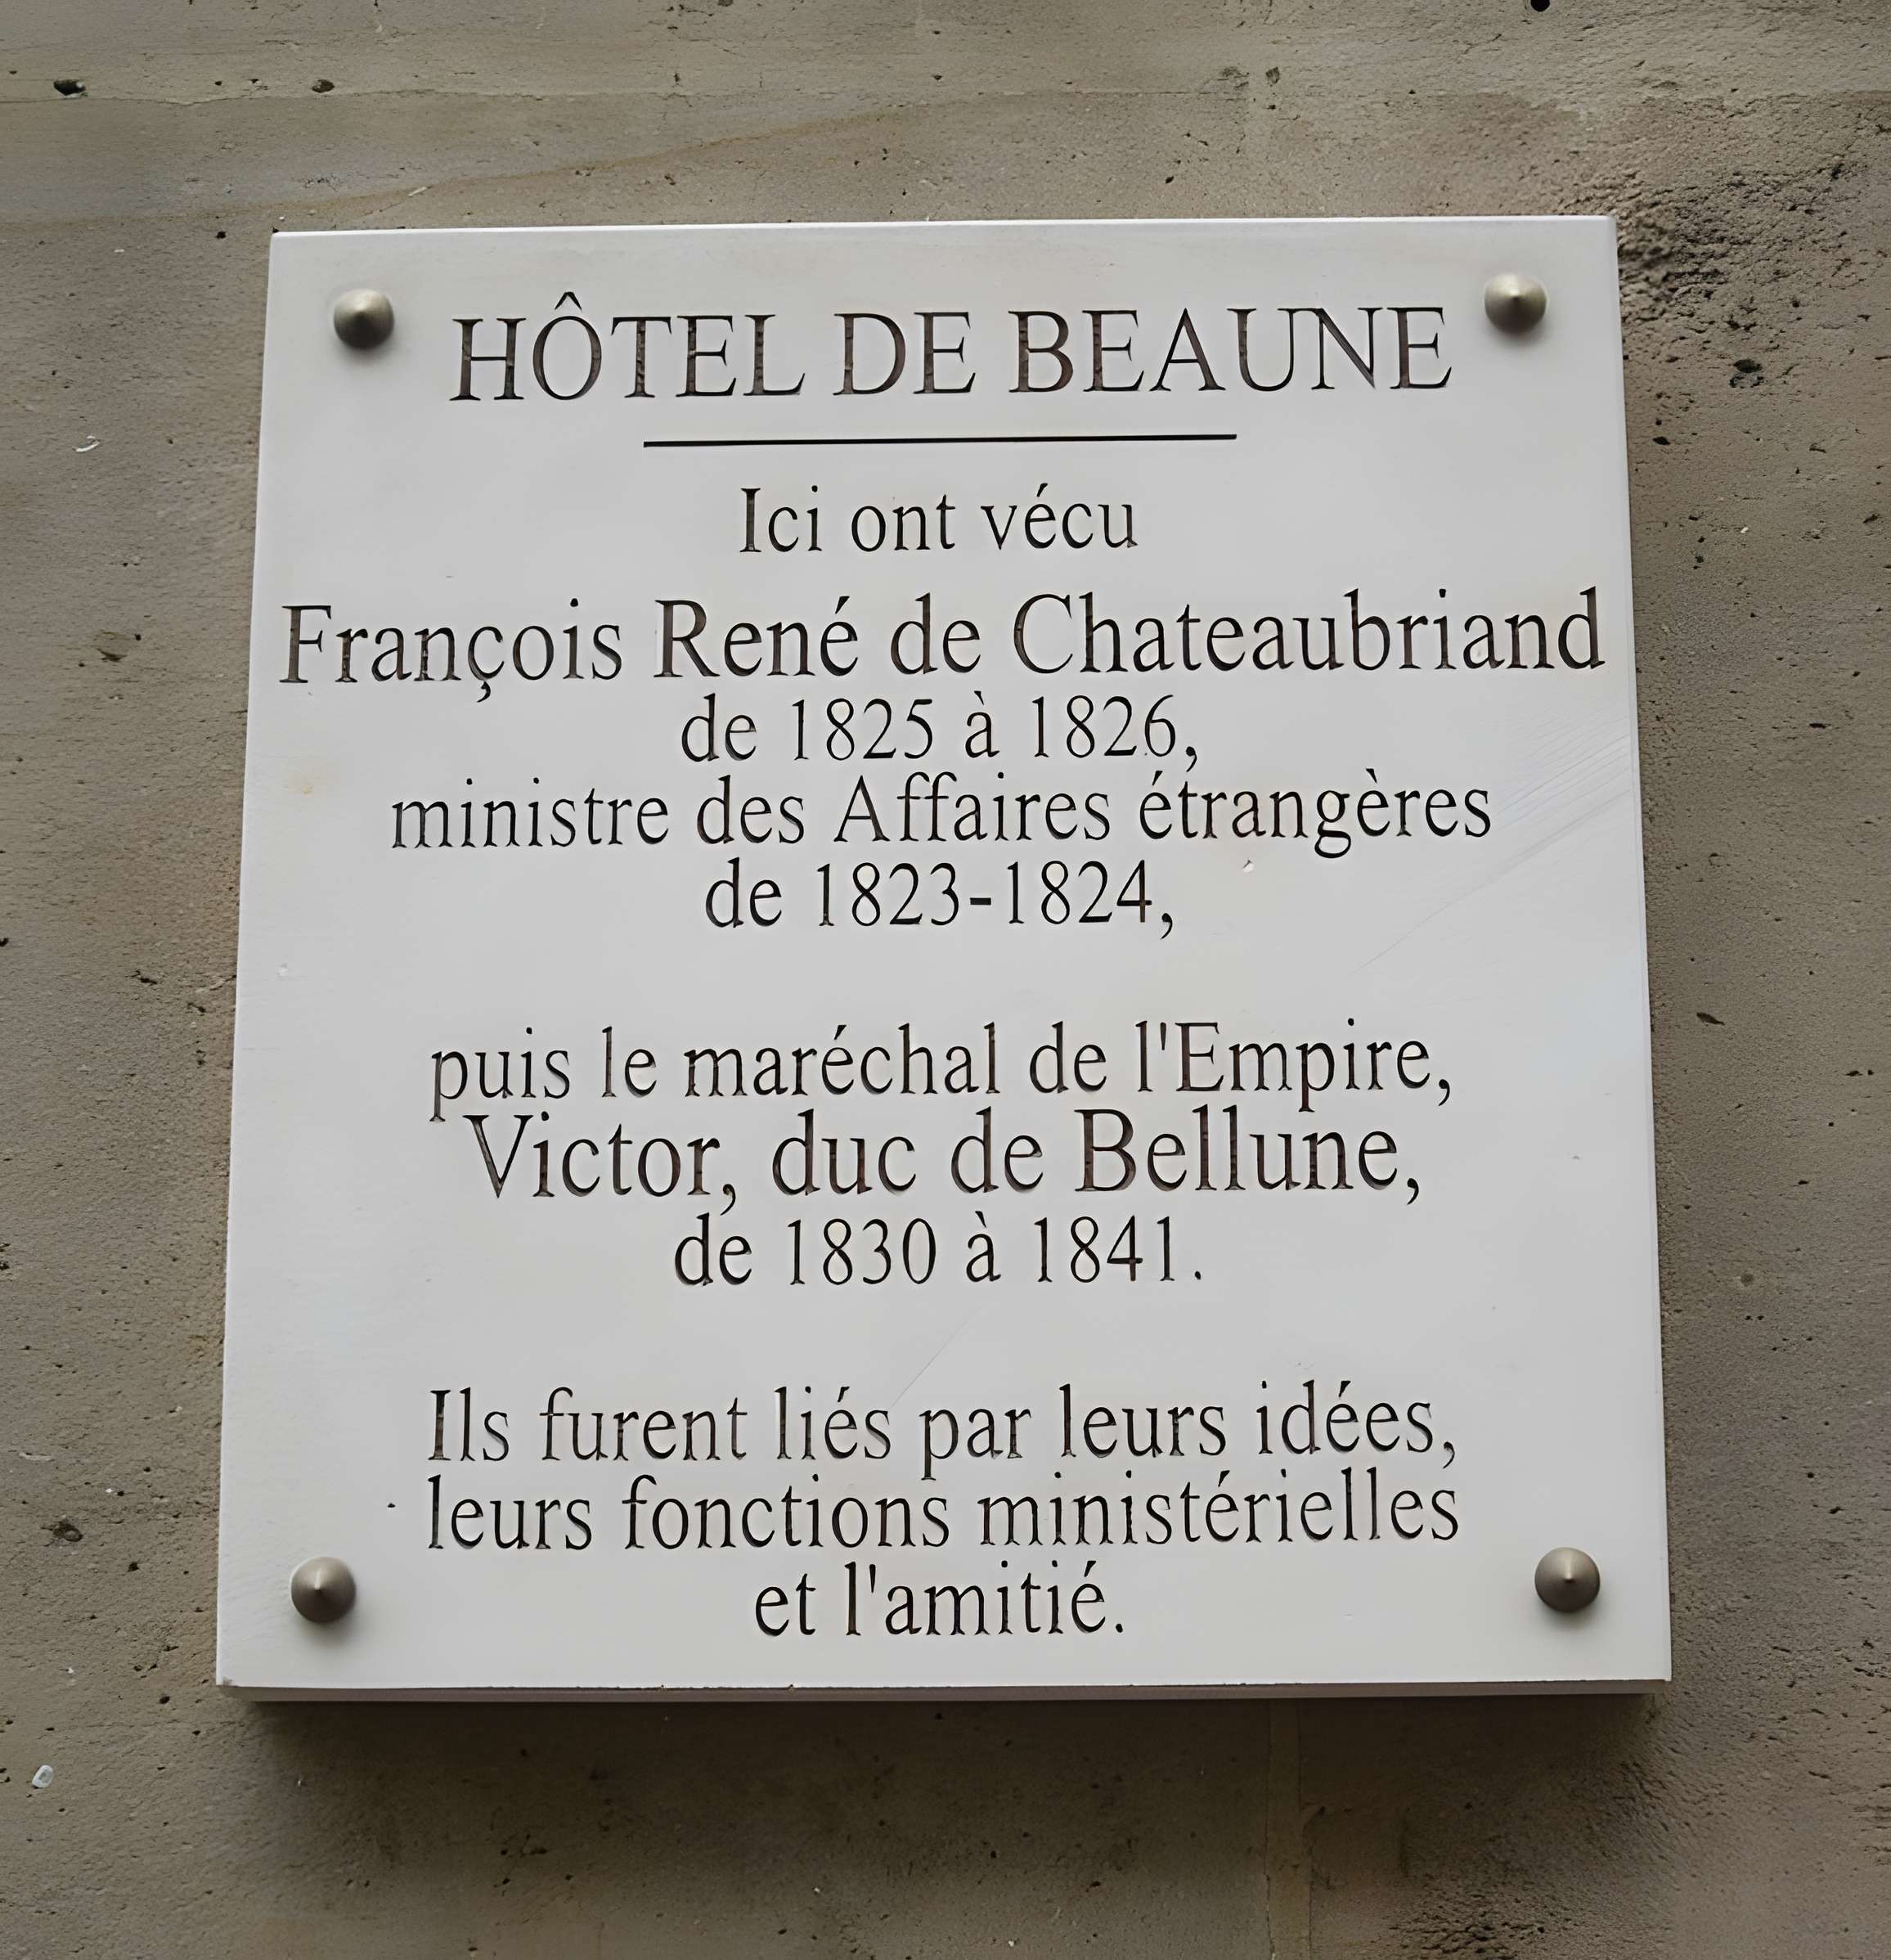 HÔTEL DE BEAUNE
Ici ont vécu
François René de Chateaubriand
de 1825 à 1826,
ministre des Affaires étrangères
de 1823-1824,
puis le maréchal de l'Empire,
Victor, duc de Bellune,
de 1830 à 1841.
Ils furent liés par leurs idées,
leurs fonctions ministérielles
et l'amitié.